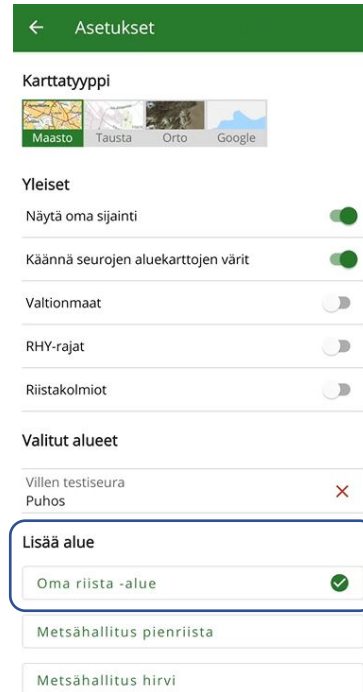 Asetukset
Karttatyyppi
Maasto Tausta Orto Google
Yleiset
Näytä oma sijainti
Käännä seurojen aluekarttojen värit
Valtionmaat
RHY-rajat
Riistakolmiot
Valitut alueet
Villen testiseura
Puhos
Lisää alue
Oma riista -alue
Metsähallitus pienriista
Metsähallitus hirvi